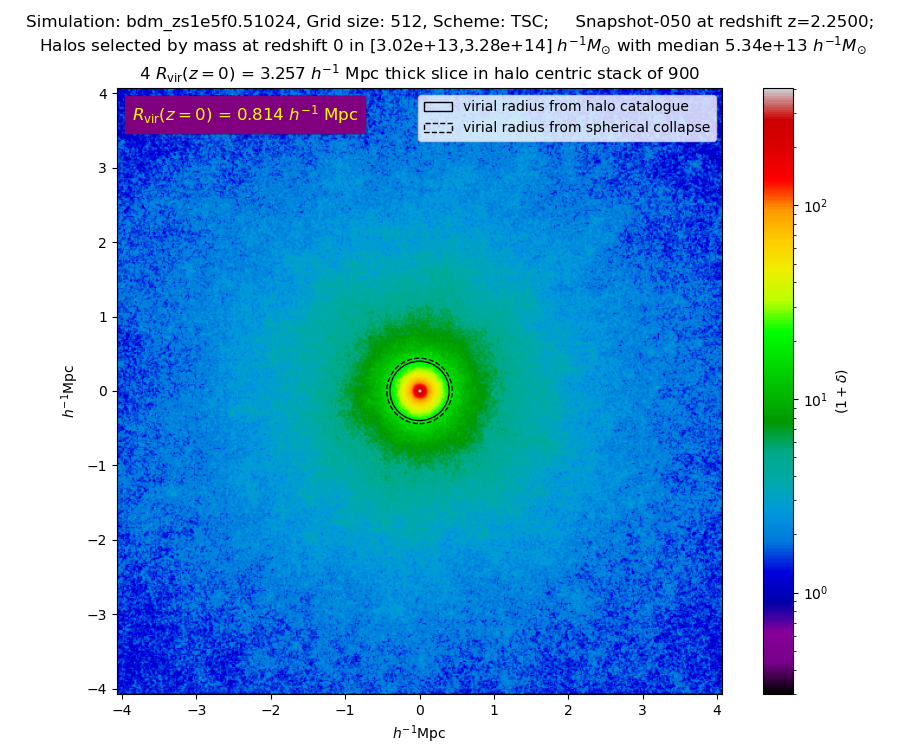 Simulation: bdm_zs1e5f0.51024, Grid size: 512, Scheme: TSC;     Snapshot-050 at redshift z=2.2500;
Halos selected by mass at redshift 0 in [3.02e+13,3.28e+14] h⁻¹M⊙ with median 5.34e+13 h⁻¹M⊙
4 Rvir(z = 0) = 3.257 h⁻¹ Mpc thick slice in halo centric stack of 900
Rvir(z = 0) = 0.814 h⁻¹ Mpc
virial radius from halo catalogue
virial radius from spherical collapse
4
3
2
1
0
−1
−2
−3
−4
h⁻¹Mpc
−4 −3 −2 −1 0 1 2 3 4
h⁻¹Mpc
10²
10¹
10⁰
(1 + δ)